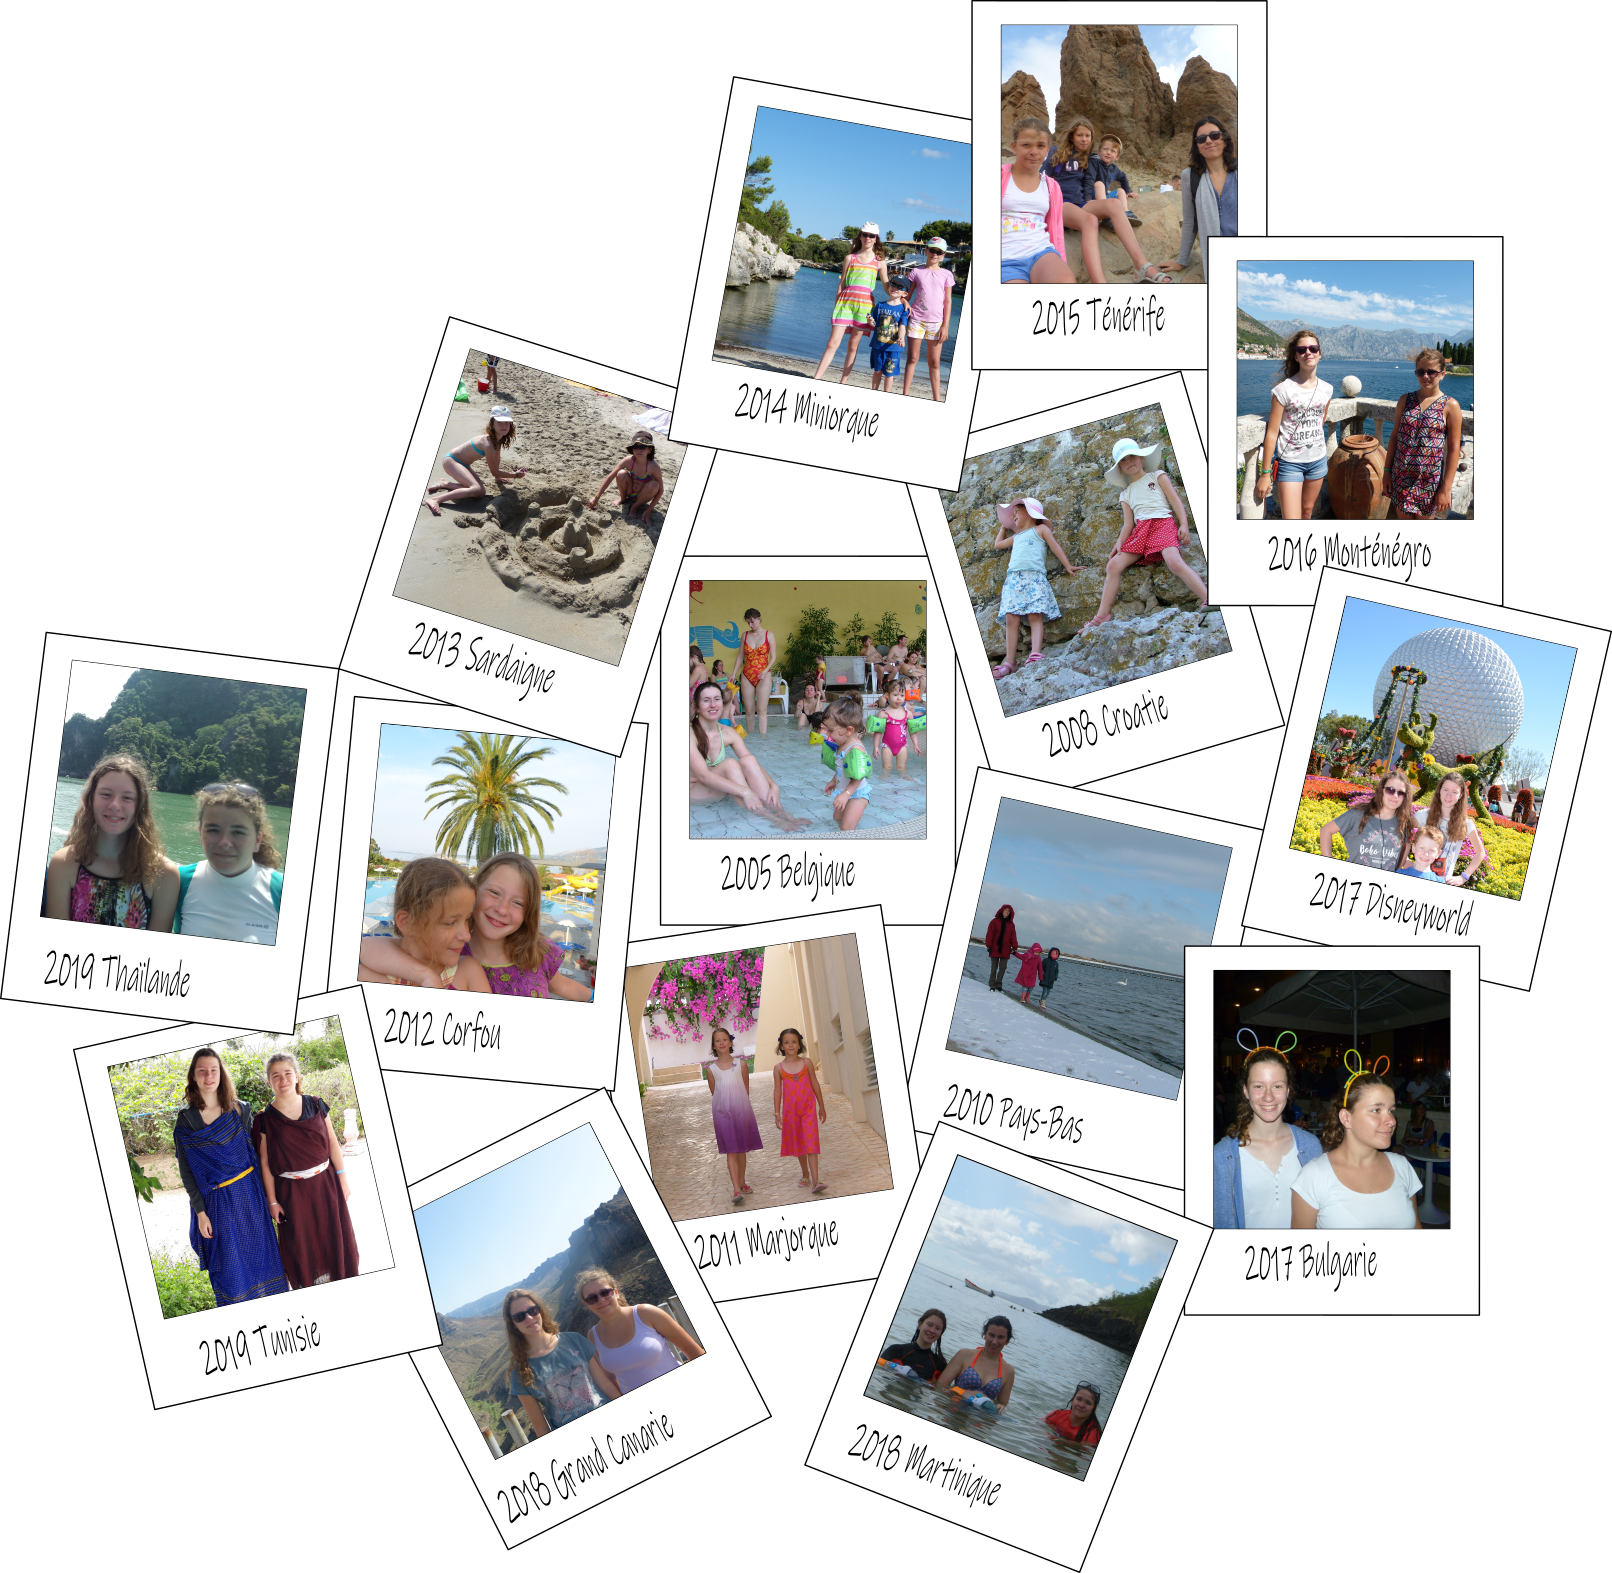 2015 Ténérife
2014 Miniorque
2016 Monténégro
2013 Sardaigne
2008 Croatie
2005 Belgique
2017 Disneyworld
2019 Thaïlande
2012 Corfou
2010 Pays-Bas
2011 Marjorque
2017 Bulgarie
2019 Tunisie
2018 Grand Canarie
2018 Martinique